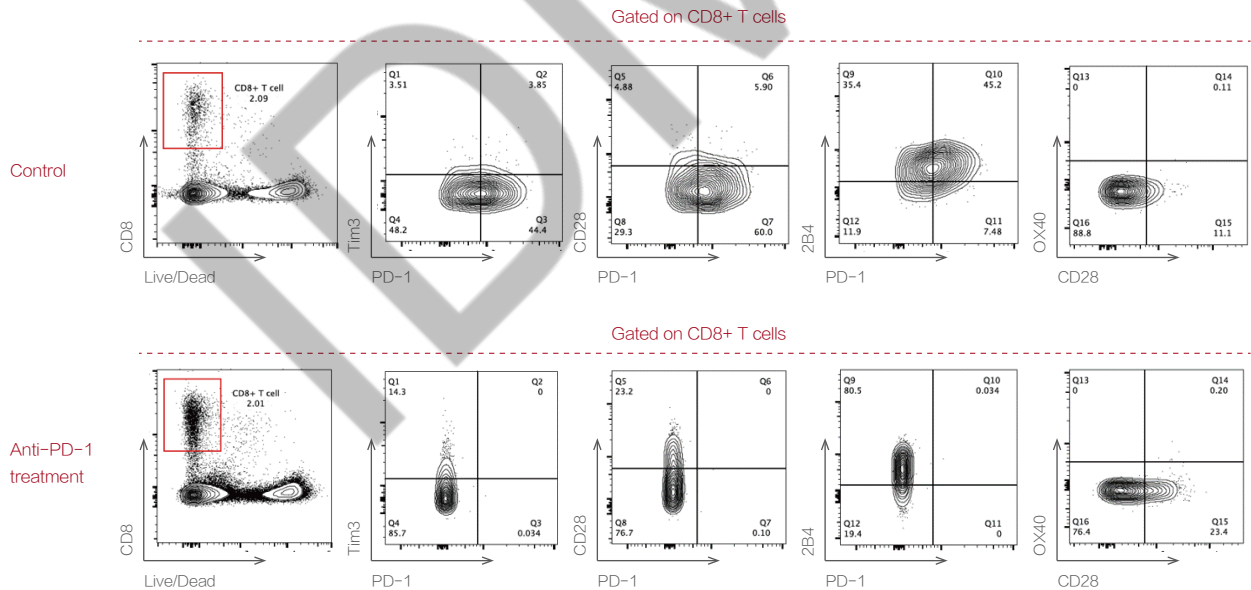 Gated on CD8+ T cells
Control
CD8+ T cell
2.09
CD8
Live/Dead
Q1
3.51
Q2
3.85
Q4
48.2
Q3
44.4
Tim3
PD-1
Q5
4.88
Q6
5.90
Q8
29.3
Q7
60.0
CD28
PD-1
Q9
35.4
Q10
45.2
Q12
11.9
Q11
7.48
2B4
PD-1
Q13
0
Q14
0.11
Q16
88.8
Q15
11.1
OX40
CD28
Gated on CD8+ T cells
Anti-PD-1
treatment
CD8+ T cell
2.01
CD8
Live/Dead
Q1
14.3
Q2
0
Q4
85.7
Q3
0.034
Tim3
PD-1
Q5
23.2
Q6
0
Q8
76.7
Q7
0.10
CD28
PD-1
Q9
80.5
Q10
0.034
Q12
19.4
Q11
0
2B4
PD-1
Q13
0
Q14
0.20
Q16
76.4
Q15
23.4
OX40
CD28